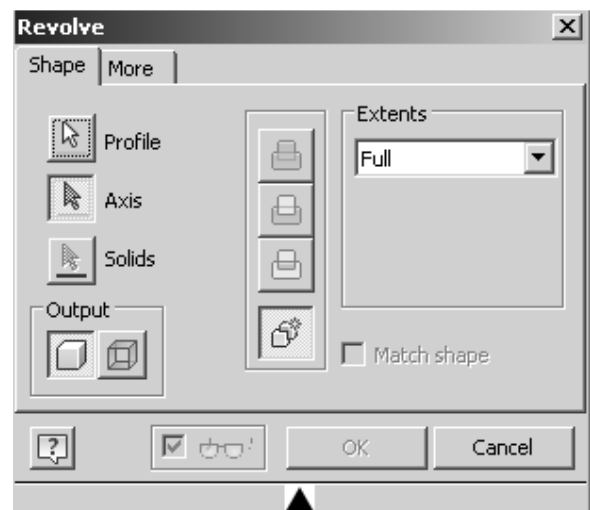 Revolve
Shape More
Profile
Axis
Solids
Output
Extents
Full
Match shape
? OK Cancel